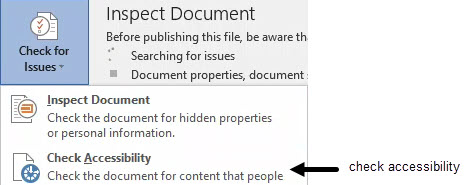 Inspect Document
Before publishing this file, be aware tha
Check for
Issues
Searching for issues
Document properties, document
Inspect Document
Check the document for hidden properties
or personal information.
Check Accessibility
Check the document for content that people
check accessibility